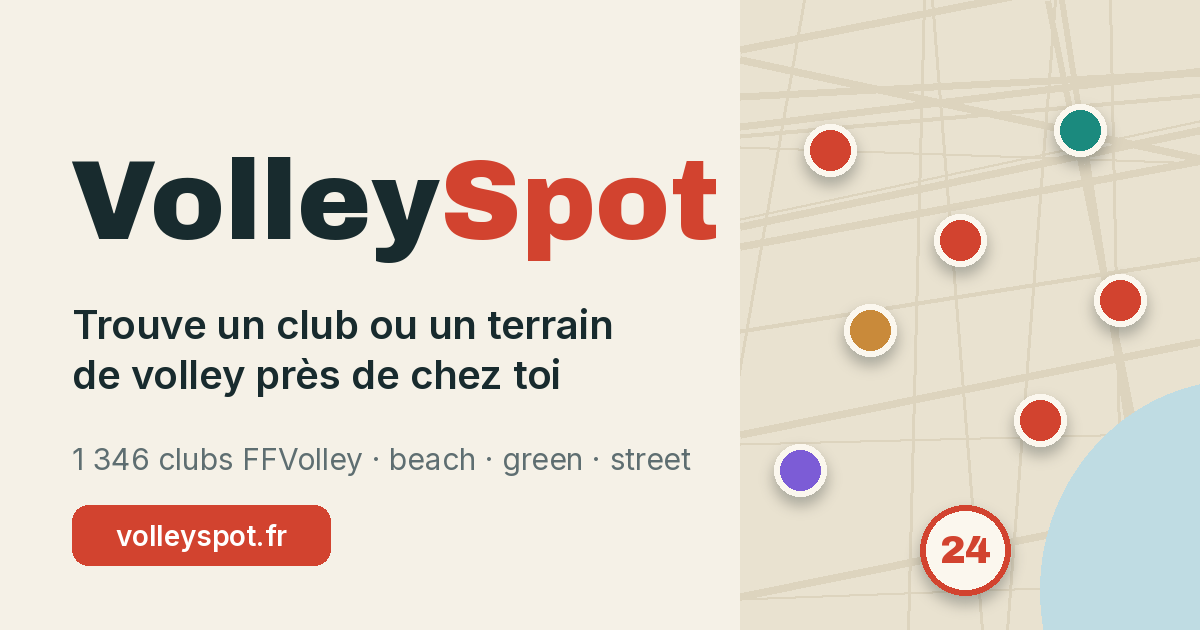 VolleySpot
Trouve un club ou un terrain
de volley près de chez toi
1 346 clubs FFVolley · beach · green · street
volleyspot.fr
24